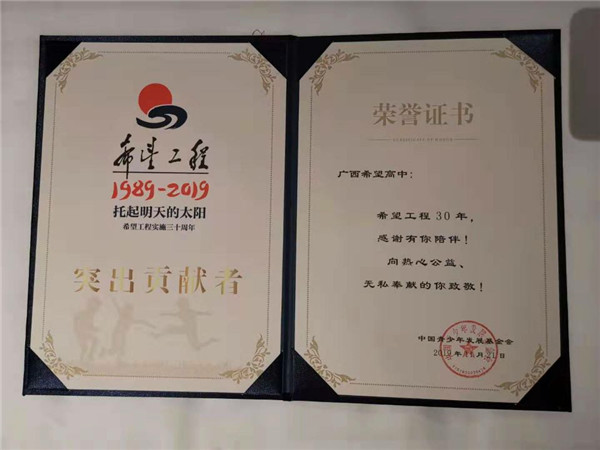 希望工程
1989-2019
托起明天的太阳
希望工程实施三十周年
突出贡献者
荣誉证书
CERTIFICATE OF HONOR
广西希望高中:
希望工程30年,
感谢有你陪伴!
向热心公益、
无私奉献的你致敬!
中国青少年发展基金会